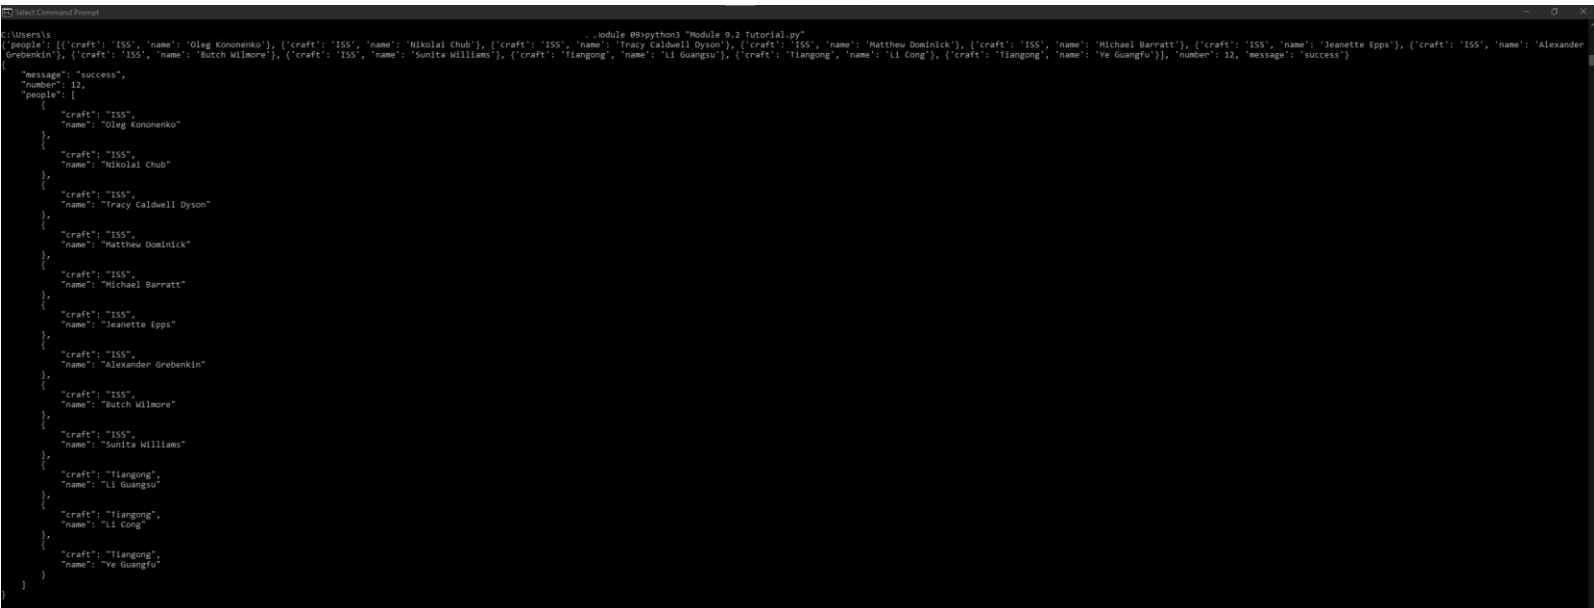 Select Command Prompt
C:\Users\s odule 09>python3 "Module 9.2 Tutorial.py"
{'people': [{'craft': 'ISS', 'name': 'Oleg Kononenko'}, {'craft': 'ISS', 'name': 'Nikolai Chub'}, {'craft': 'ISS', 'name': 'Tracy Caldwell Dyson'}, {'craft': 'ISS', 'name': 'Matthew Dominick'}, {'craft': 'ISS', 'name': 'Michael Barratt'}, {'craft': 'ISS', 'name': 'Jeanette Epps'}, {'craft': 'ISS', 'name': 'Alexander
Grebenkin'}, {'craft': 'ISS', 'name': 'Butch Wilmore'}, {'craft': 'ISS', 'name': 'Sunita Williams'}, {'craft': 'Tiangong', 'name': 'Li Guangsu'}, {'craft': 'Tiangong', 'name': 'Li Cong'}, {'craft': 'Tiangong', 'name': 'Ye Guangfu'}], 'number': 12, 'message': 'success'}
{
"message": "success",
"number": 12,
"people": [
{
"craft": "ISS",
"name": "Oleg Kononenko"
},
{
"craft": "ISS",
"name": "Nikolai Chub"
},
{
"craft": "ISS",
"name": "Tracy Caldwell Dyson"
},
{
"craft": "ISS",
"name": "Matthew Dominick"
},
{
"craft": "ISS",
"name": "Michael Barratt"
},
{
"craft": "ISS",
"name": "Jeanette Epps"
},
{
"craft": "ISS",
"name": "Alexander Grebenkin"
},
{
"craft": "ISS",
"name": "Butch Wilmore"
},
{
"craft": "ISS",
"name": "Sunita Williams"
},
{
"craft": "Tiangong",
"name": "Li Guangsu"
},
{
"craft": "Tiangong",
"name": "Li Cong"
},
{
"craft": "Tiangong",
"name": "Ye Guangfu"
}
]
}